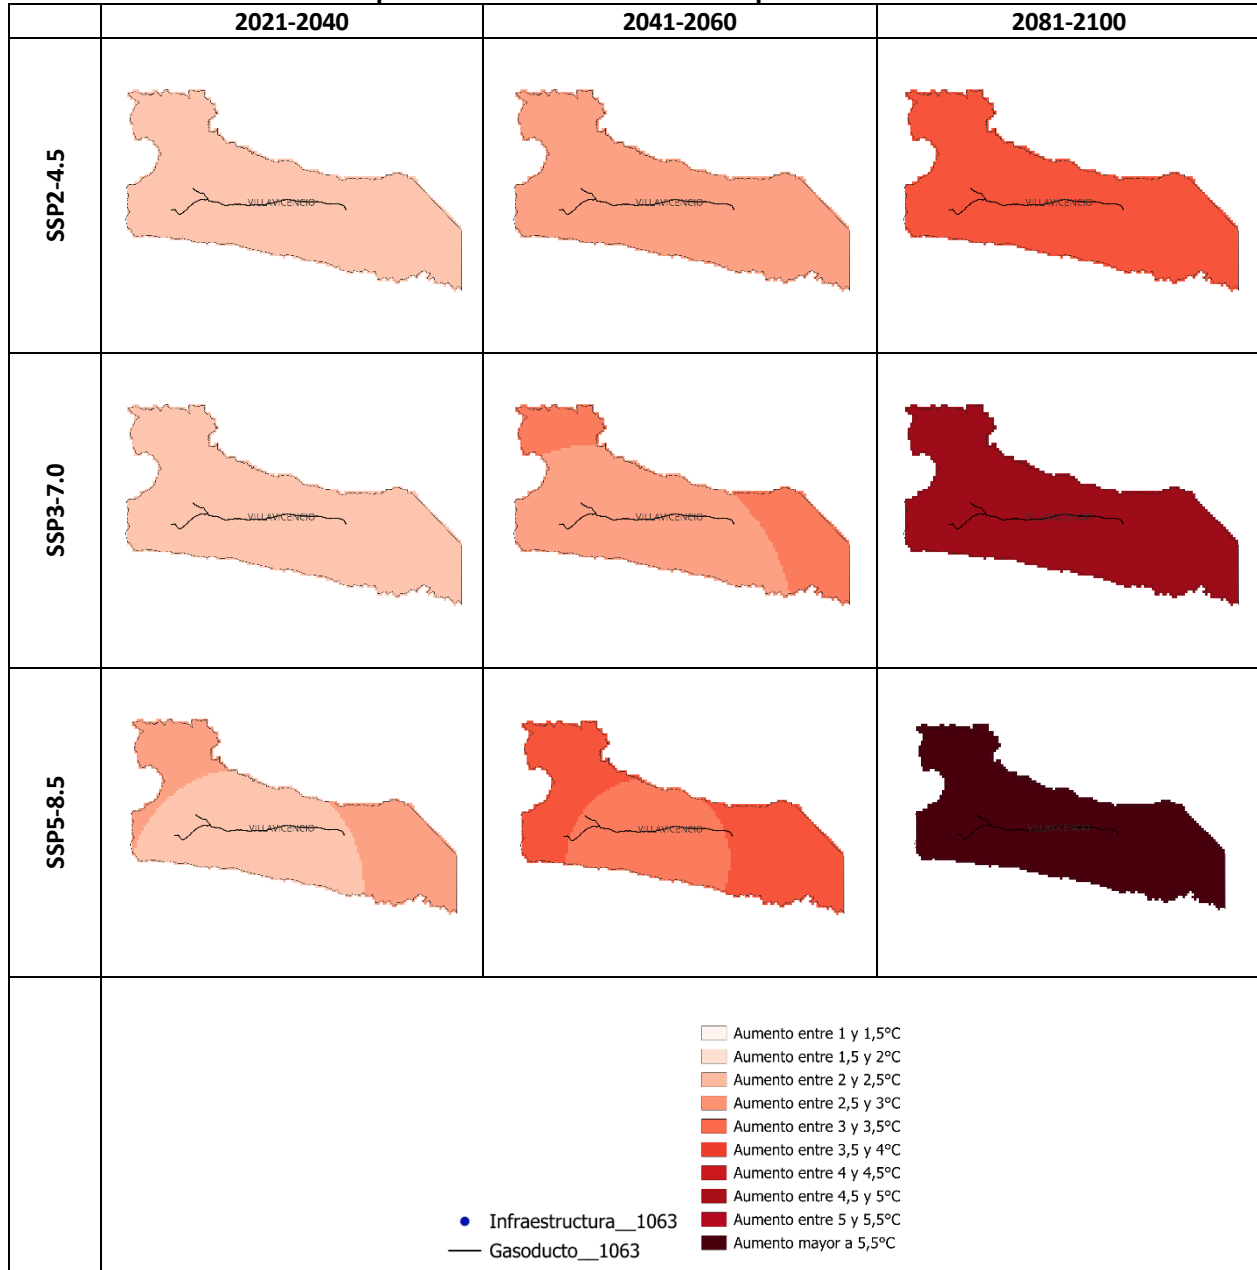 2021-2040 2041-2060 2081-2100
SSP2-4.5
VILLAVICENCIO VILLAVICENCIO VILLAVICENCIO
SSP3-7.0
VILLAVICENCIO VILLAVICENCIO VILLAVICENCIO
SSP5-8.5
VILLAVICENCIO VILLAVICENCIO VILLAVICENCIO
Aumento entre 1 y 1,5°C
Aumento entre 1,5 y 2°C
Aumento entre 2 y 2,5°C
Aumento entre 2,5 y 3°C
Aumento entre 3 y 3,5°C
Aumento entre 3,5 y 4°C
Aumento entre 4 y 4,5°C
Aumento entre 4,5 y 5°C
Aumento entre 5 y 5,5°C
Aumento mayor a 5,5°C
Infraestructura__1063
Gasoducto__1063